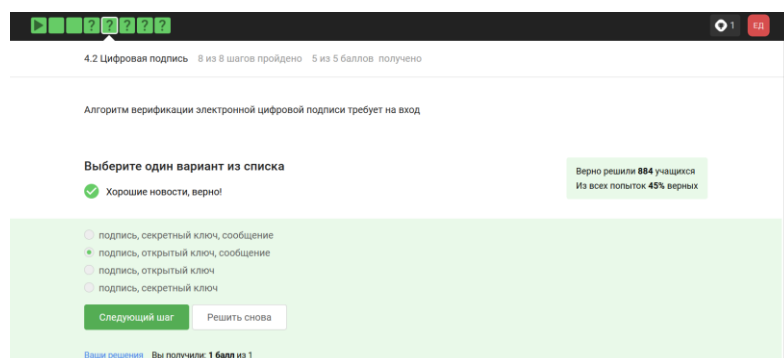 ? ? ? ? ?
1 ЕД
4.2 Цифровая подпись 8 из 8 шагов пройдено 5 из 5 баллов получено
Алгоритм верификации электронной цифровой подписи требует на вход
Выберите один вариант из списка
Хорошие новости, верно!
Верно решили 884 учащихся
Из всех попыток 45% верных
подпись, секретный ключ, сообщение
подпись, открытый ключ, сообщение
подпись, открытый ключ
подпись, секретный ключ
Следующий шаг Решить снова
Ваши решения Вы получили: 1 балл из 1